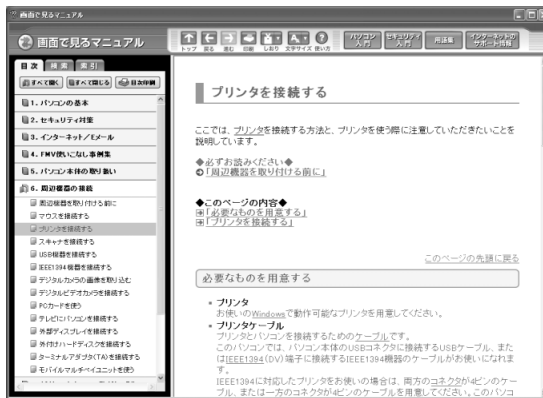 画面で見るマニュアル
画面で見るマニュアル
トップ 戻る 進む 印刷 しおり 文字サイズ 使い方
パソコン入門 セキュリティ入門 用語集 インターネットのサポート情報
目次 検索 索引
すべて開く すべて閉じる 目次印刷
1. パソコンの基本
2. セキュリティ対策
3. インターネット/Eメール
4. FMV使いこなし事例集
5. パソコン本体の取り扱い
6. 周辺機器の接続
周辺機器を取り付ける前に
マウスを接続する
プリンタを接続する
スキャナを接続する
USB機器を接続する
IEEE1394機器を接続する
デジタルカメラの画像を取り込む
デジタルビデオカメラを接続する
PCカードを使う
テレビにパソコンを接続する
外部ディスプレイを接続する
外付けハードディスクを接続する
ターミナルアダプタ(TA)を接続する
モバイルマルチベイユニットを使う
プリンタを接続する
ここでは、プリンタを接続する方法と、プリンタを使う際に注意していただきたいことを
説明しています。
◆必ずお読みください◆
「周辺機器を取り付ける前に」
◆このページの内容◆
「必要なものを用意する」
「プリンタを接続する」
このページの先頭に戻る
必要なものを用意する
プリンタ
お使いのWindowsで動作可能なプリンタを用意してください。
プリンタケーブル
プリンタとパソコンを接続するためのケーブルです。
このパソコンでは、パソコン本体のUSBコネクタに接続するUSBケーブル、また
はIEEE1394(DV)端子に接続するIEEE1394機器のケーブルがお使いになれま
す。
IEEE1394に対応したプリンタをお使いの場合は、両方のコネクタが4ピンのケー
ブル、または一方のコネクタが4ピンのケーブルを用意してください。このパソコ